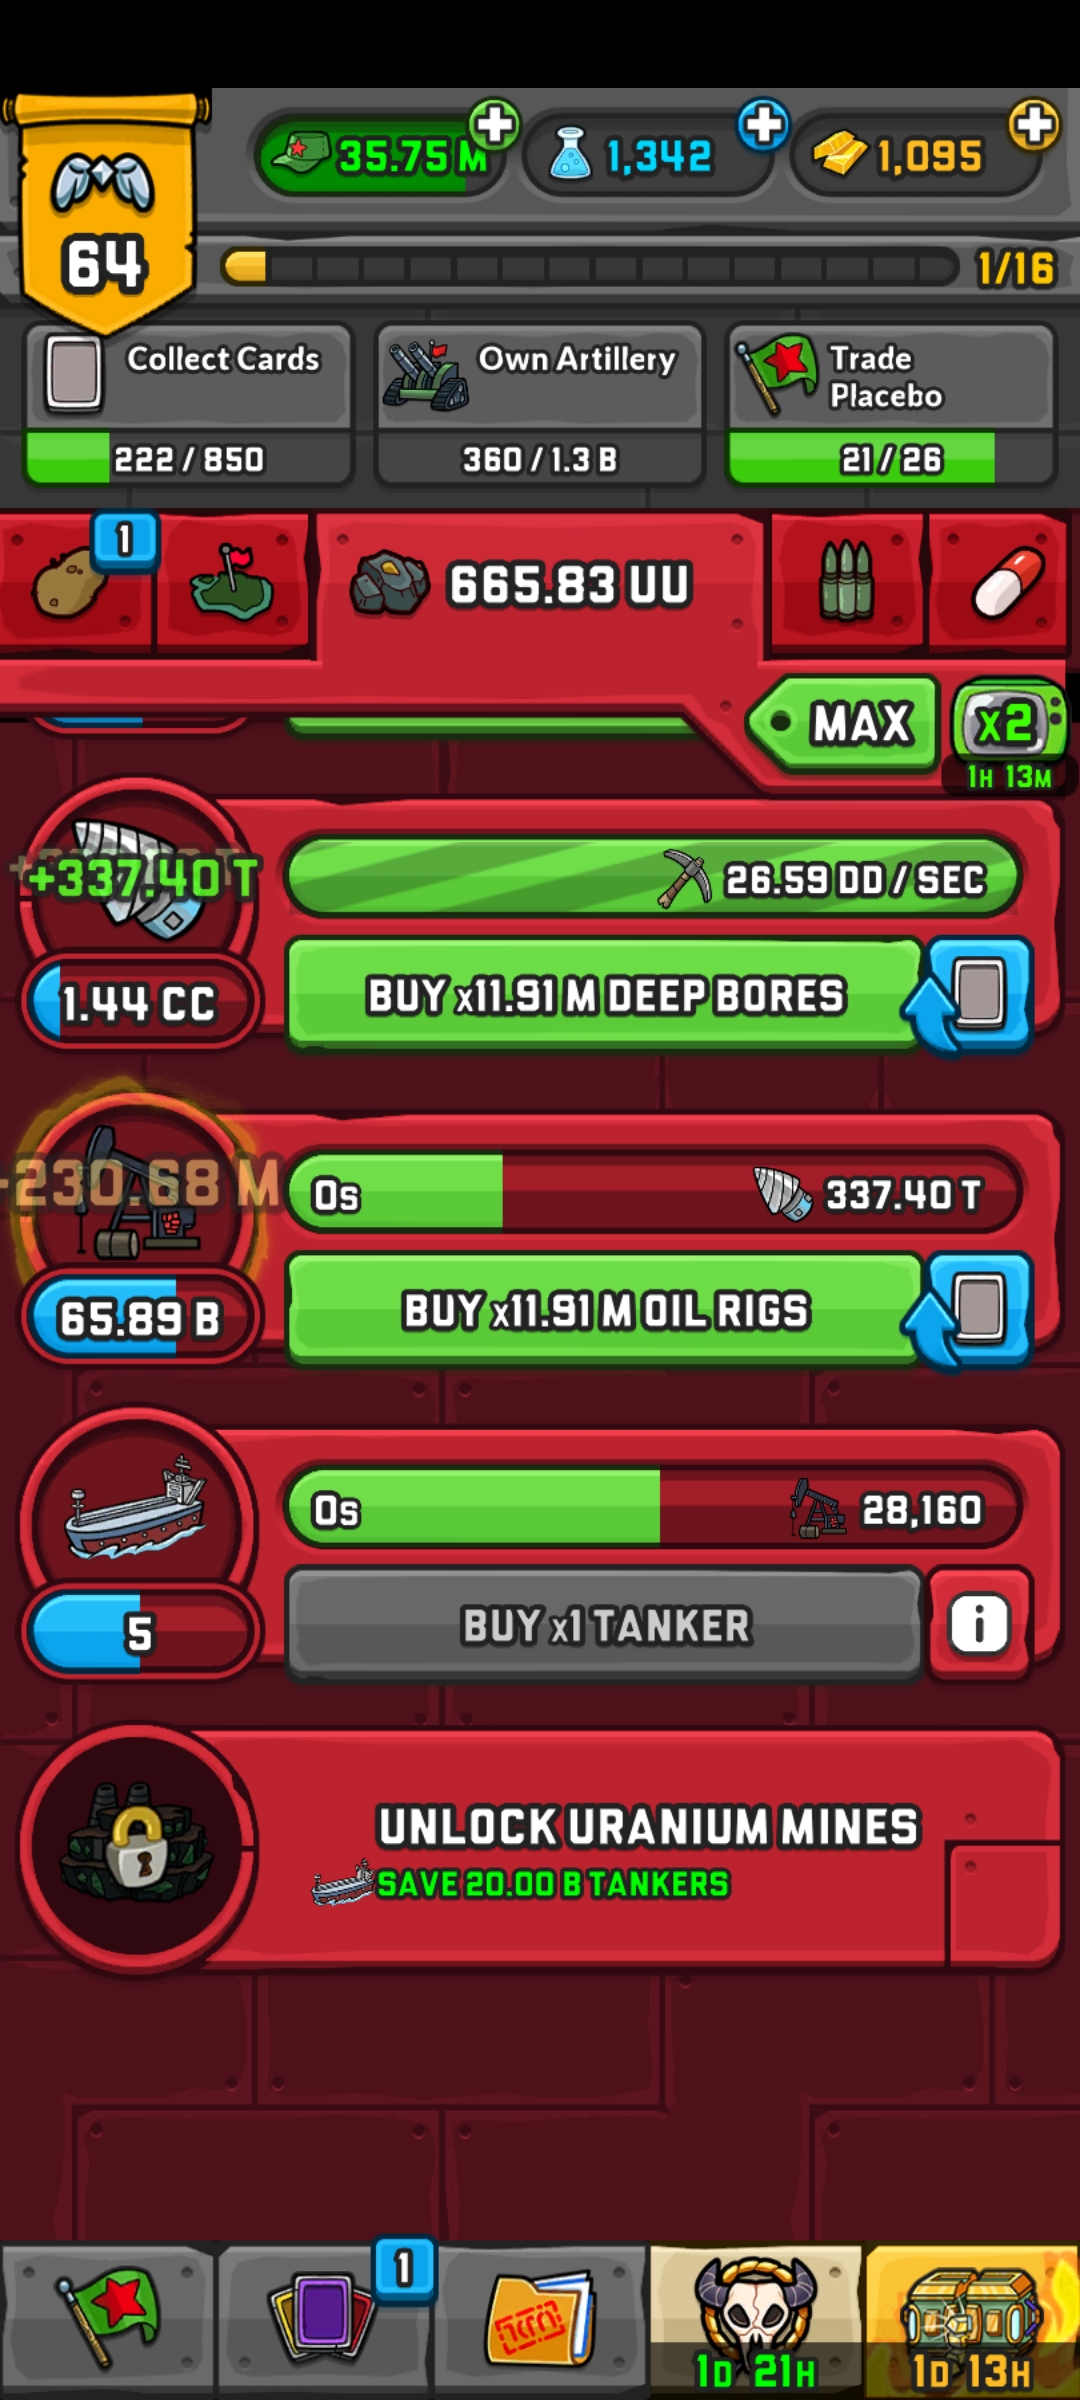 64
35.75 M
1,342
1,095
1/16
Collect Cards
222 / 850
Own Artillery
360 / 1.3 B
Trade
Placebo
21 / 26
1
665.83 UU
MAX
x2
1H 13M
+337.40 T
26.59 DD / SEC
1.44 CC
BUY x11.91 M DEEP BORES
-230.68 M
0s
337.40 T
65.89 B
BUY x11.91 M OIL RIGS
0s
28,160
5
BUY x1 TANKER
i
UNLOCK URANIUM MINES
SAVE 20.00 B TANKERS
1
1D 21H
1D 13H